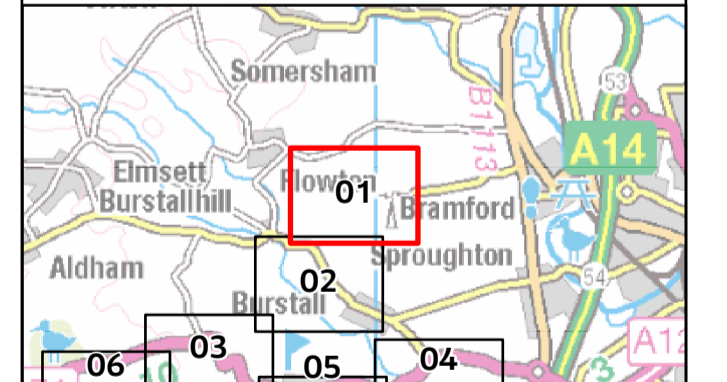 Somersham
53
B1113
A14
Elmsett
Flowton
01
Burstallhill
Bramford
Sproughton
Aldham
02
54
Burstall
03
A12
06
05
04